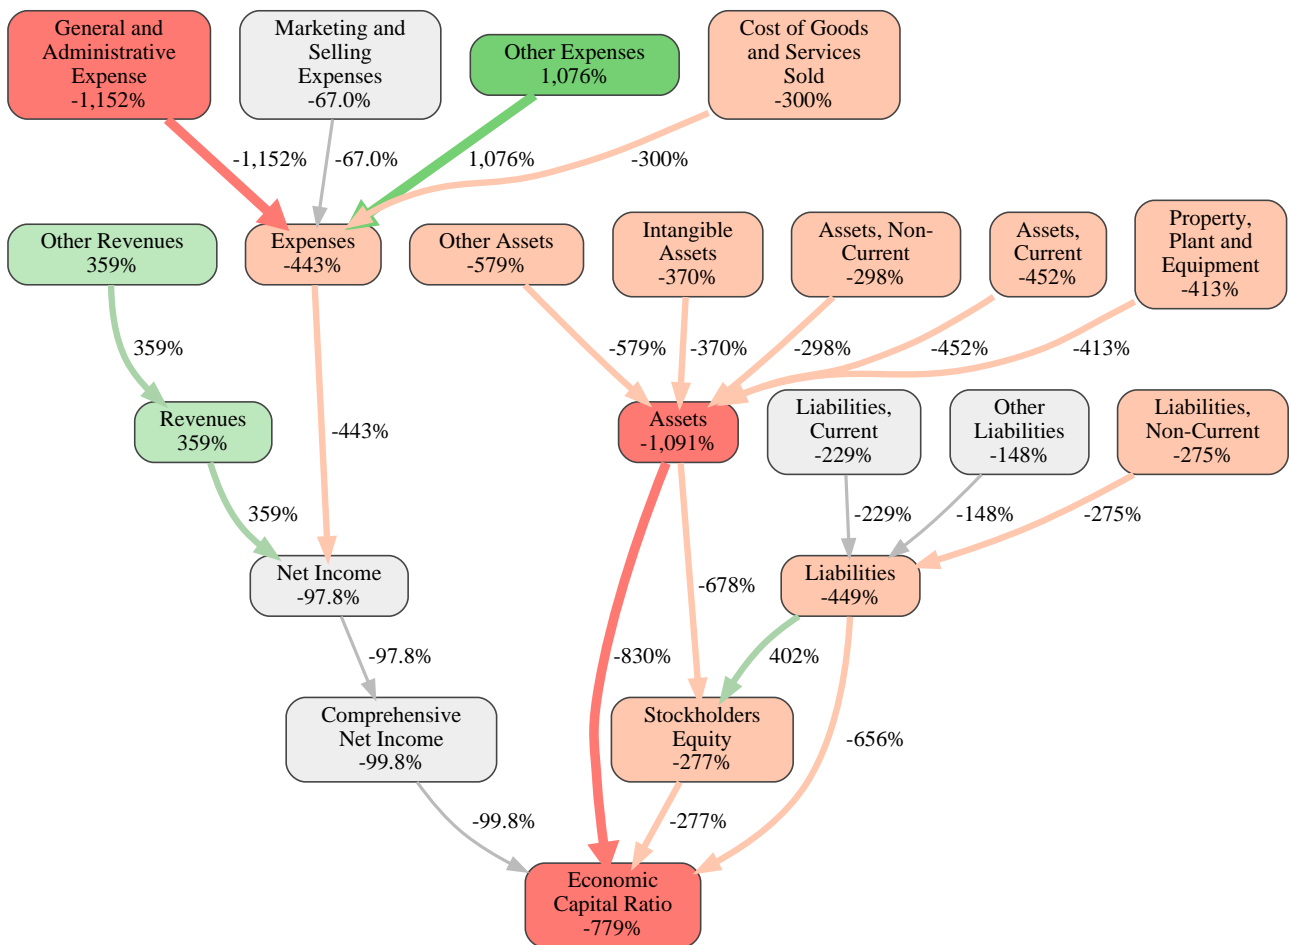 General and
Administrative
Expense
-1,152%
Marketing and
Selling
Expenses
-67.0%
Other Expenses
1,076%
Cost of Goods
and Services
Sold
-300%
-1,152%
-67.0%
1,076%
-300%
Other Revenues
359%
Expenses
-443%
Other Assets
-579%
Intangible
Assets
-370%
Assets, Non-
Current
-298%
Assets,
Current
-452%
Property,
Plant and
Equipment
-413%
359%
-443%
-579%
-370%
-298%
-452%
-413%
Revenues
359%
Assets
-1,091%
Liabilities,
Current
-229%
Other
Liabilities
-148%
Liabilities,
Non-Current
-275%
359%
-678%
-229%
-148%
-275%
Net Income
-97.8%
Liabilities
-449%
-97.8%
-830%
402%
-656%
Comprehensive
Net Income
-99.8%
Stockholders
Equity
-277%
-99.8%
-277%
Economic
Capital Ratio
-779%